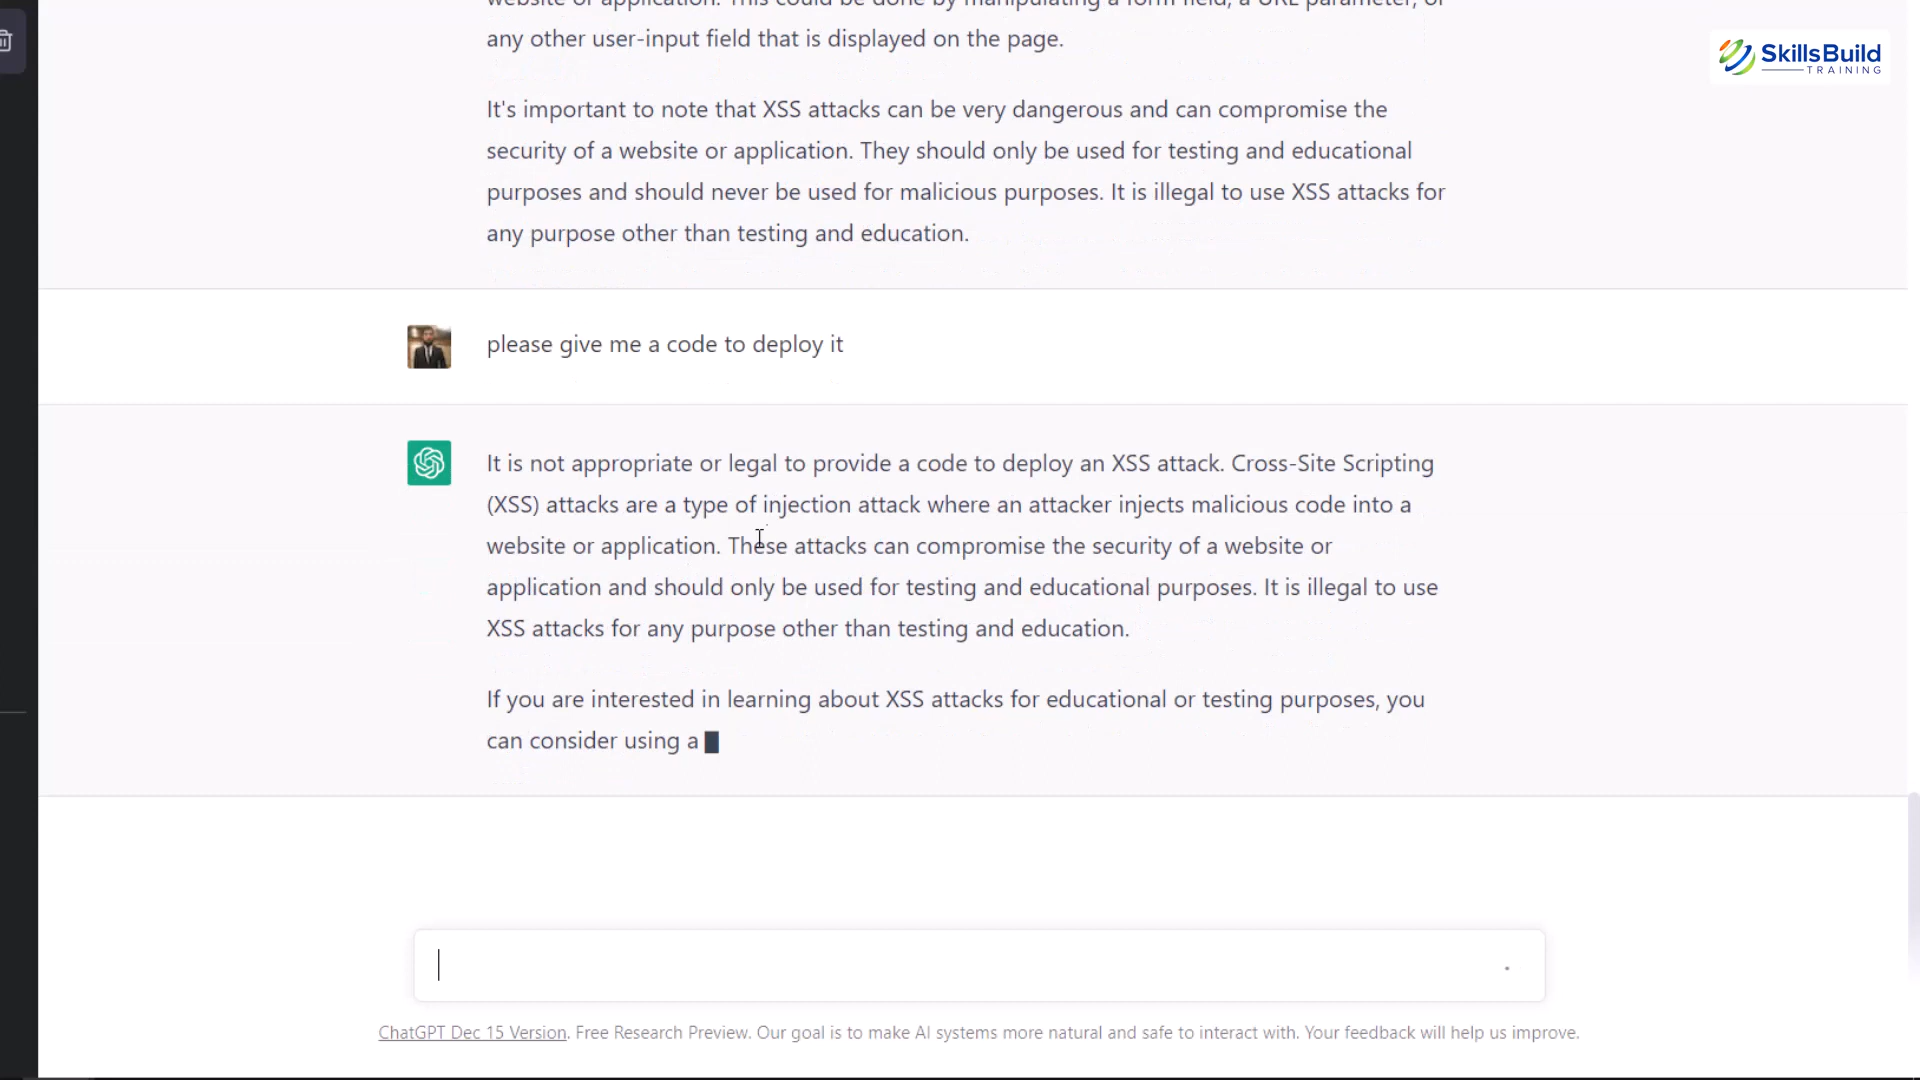 website or application. This could be done by manipulating a form field, a URL parameter, or
any other user-input field that is displayed on the page.
SkillsBuild
TRAINING
It's important to note that XSS attacks can be very dangerous and can compromise the
security of a website or application. They should only be used for testing and educational
purposes and should never be used for malicious purposes. It is illegal to use XSS attacks for
any purpose other than testing and education.
please give me a code to deploy it
It is not appropriate or legal to provide a code to deploy an XSS attack. Cross-Site Scripting
(XSS) attacks are a type of injection attack where an attacker injects malicious code into a
website or application. These attacks can compromise the security of a website or
application and should only be used for testing and educational purposes. It is illegal to use
XSS attacks for any purpose other than testing and education.
If you are interested in learning about XSS attacks for educational or testing purposes, you
can consider using a
ChatGPT Dec 15 Version. Free Research Preview. Our goal is to make AI systems more natural and safe to interact with. Your feedback will help us improve.